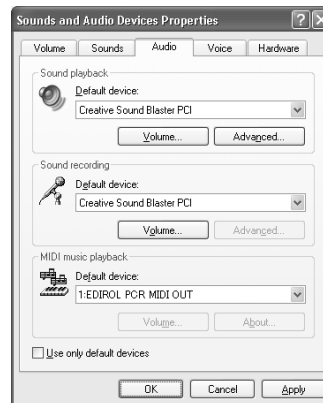 Sounds and Audio Devices Properties
Volume Sounds Audio Voice Hardware
Sound playback
Default device:
Creative Sound Blaster PCI
Volume... Advanced...
Sound recording
Default device:
Creative Sound Blaster PCI
Volume... Advanced...
MIDI music playback
Default device:
1:EDIROL PCR MIDI OUT
Volume... About...
Use only default devices
OK Cancel Apply